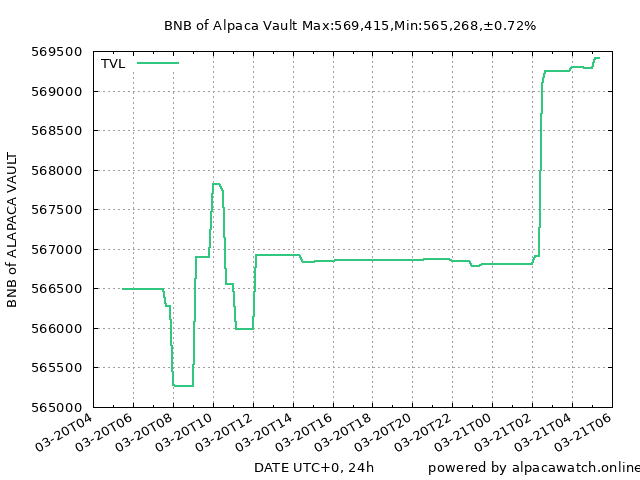 BNB of Alpaca Vault Max:569,415,Min:565,268,±0.72%
TVL
569500
569000
568500
568000
567500
567000
566500
566000
565500
565000
BNB of ALAPACA VAULT
03-20T04
03-20T06
03-20T08
03-20T10
03-20T12
03-20T14
03-20T16
03-20T18
03-20T20
03-20T22
03-21T00
03-21T02
03-21T04
03-21T06
DATE UTC+0, 24h
powered by alpacawatch.online